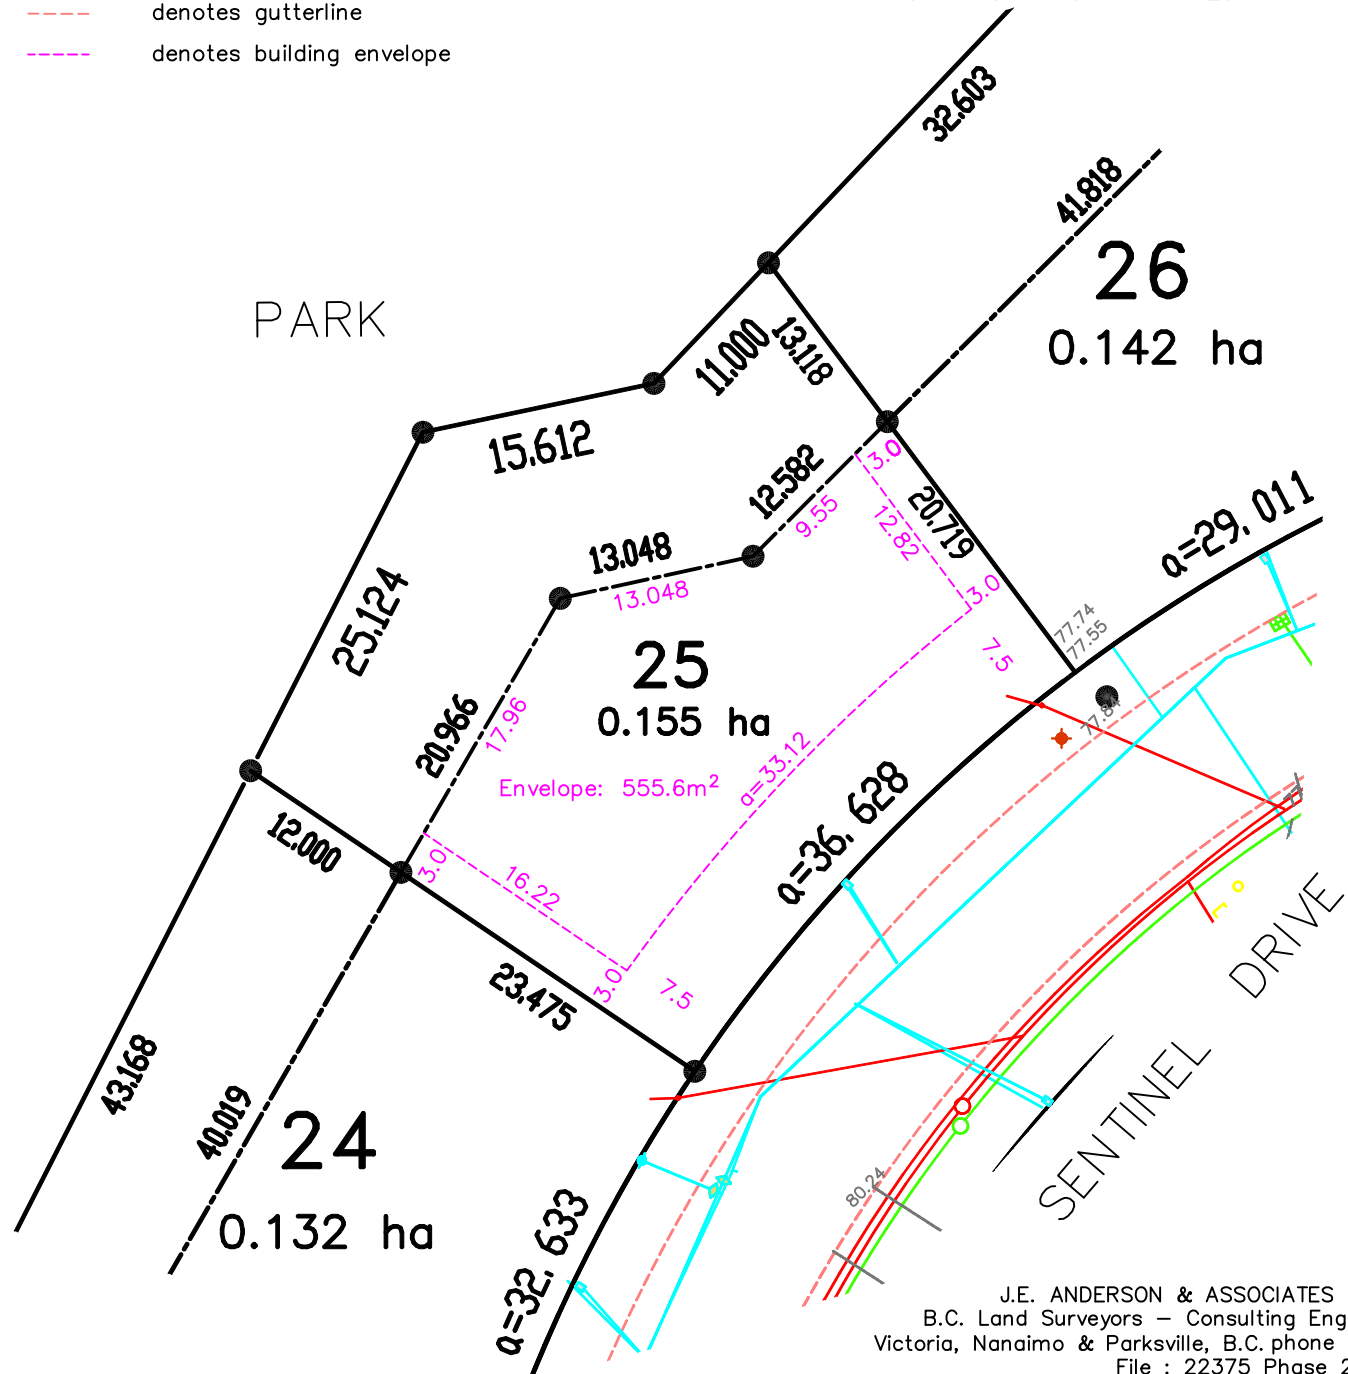 denotes gutterline
denotes building envelope
32.603
41.818
26
0.142 ha
PARK
11.000
13.118
15.612
12.582
3.0
9.55
12.82
20.719
a=29.011
13.048
13.048
3.0
25.124
25
0.155 ha
7.5
77.74
77.55
77.84
20.966
17.96
Envelope: 555.6m²
a=33.12
a=36.628
12.000
3.0
16.22
3.0
7.5
23.475
DRIVE
SENTINEL
43.168
40.019
24
0.132 ha
80.24
a=32.633
J.E. ANDERSON & ASSOCIATES
B.C. Land Surveyors – Consulting Eng
Victoria, Nanaimo & Parksville, B.C. phone
File : 22375 Phase 2